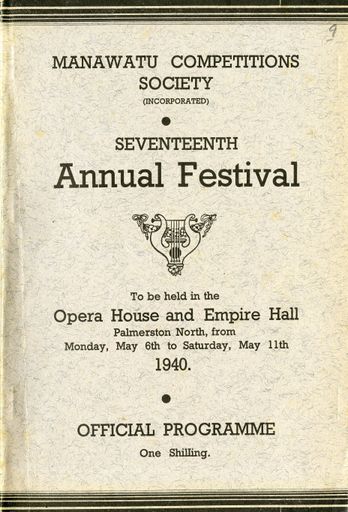 9
MANAWATU COMPETITIONS
SOCIETY
(INCORPORATED)
SEVENTEENTH
Annual Festival
To be held in the
Opera House and Empire Hall
Palmerston North, from
Monday, May 6th to Saturday, May 11th
1940.
OFFICIAL PROGRAMME
One Shilling.